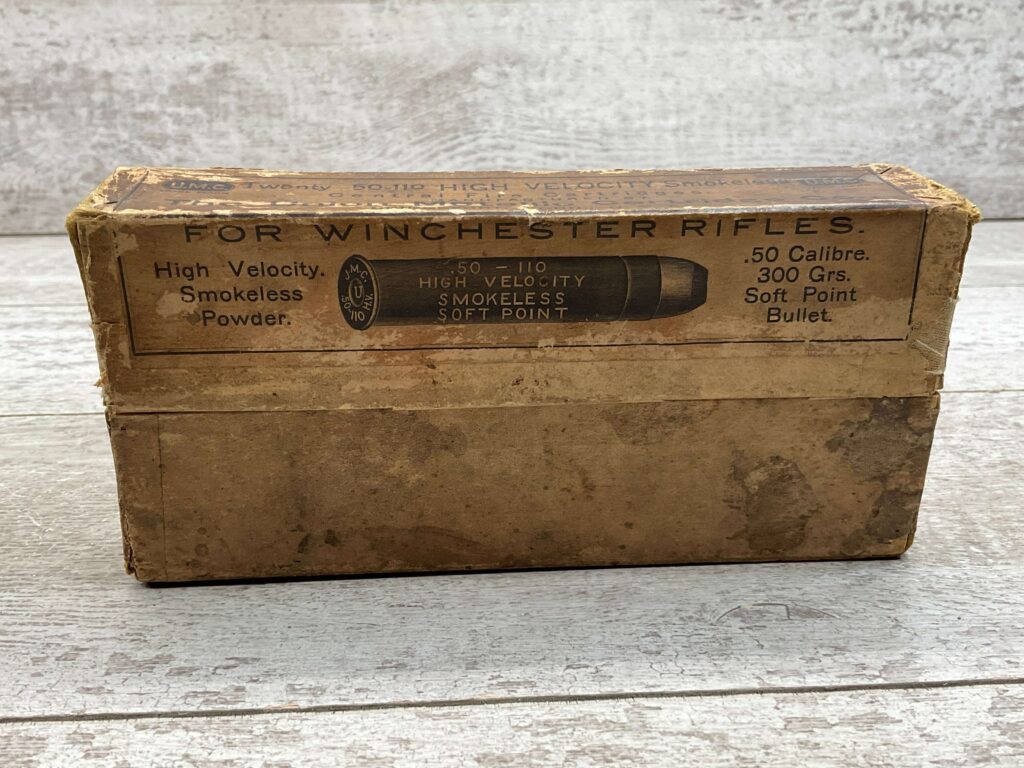 U.M.C. Twenty 50-110 HIGH VELOCITY Smokeless U.M.C.
FOR WINCHESTER RIFLES.
High Velocity.
Smokeless
Powder.
U.M.C.
U
50-110 H.V.
.50 - 110
HIGH VELOCITY
SMOKELESS
SOFT POINT
.50 Calibre.
300 Grs.
Soft Point
Bullet.